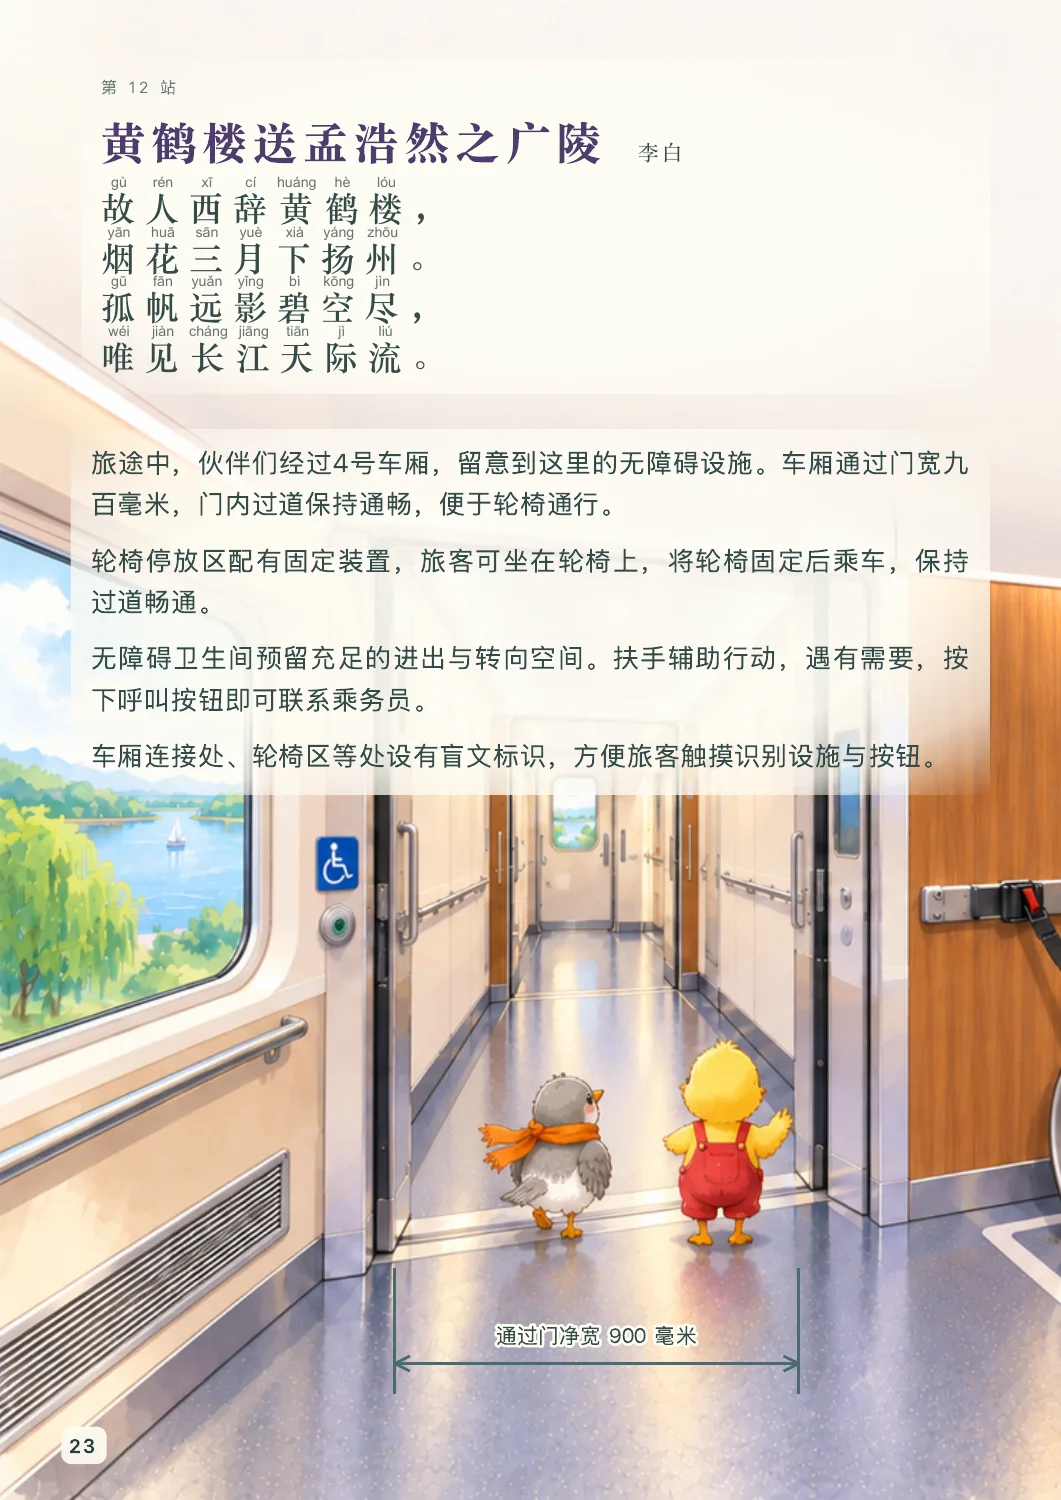 第 12 站
黄鹤楼送孟浩然之广陵 李白
gù rén xī cí huáng hè lóu
故人西辞黄鹤楼，
yān huā sān yuè xià yáng zhōu
烟花三月下扬州。
gū fān yuǎn yǐng bì kōng jìn
孤帆远影碧空尽，
wéi jiàn cháng jiāng tiān jì liú
唯见长江天际流。
旅途中，伙伴们经过4号车厢，留意到这里的无障碍设施。车厢通过门宽九
百毫米，门内过道保持通畅，便于轮椅通行。
轮椅停放区配有固定装置，旅客可坐在轮椅上，将轮椅固定后乘车，保持
过道畅通。
无障碍卫生间预留充足的进出与转向空间。扶手辅助行动，遇有需要，按
下呼叫按钮即可联系乘务员。
车厢连接处、轮椅区等处设有盲文标识，方便旅客触摸识别设施与按钮。
通过门净宽 900 毫米
23